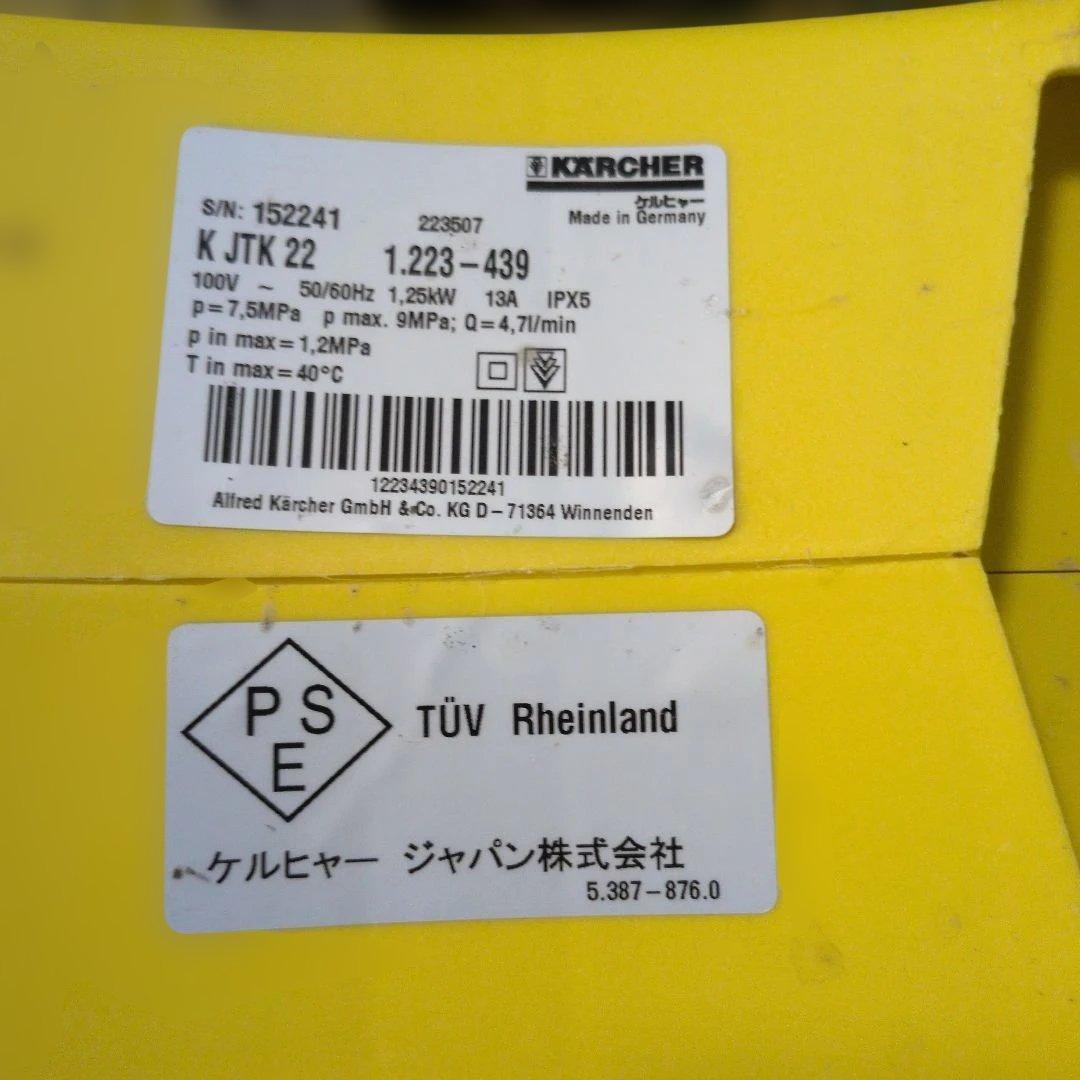 KÄRCHER
ケルヒャー
Made in Germany
S/N: 152241 223507
K JTK 22 1.223-439
100V ~ 50/60Hz 1,25kW 13A IPX5
p=7,5MPa p max. 9MPa; Q=4,7l/min
p in max=1,2MPa
T in max=40°C
12234390152241
Alfred Kärcher GmbH & Co. KG D-71364 Winnenden
P S
E
TÜV Rheinland
ケルヒャー ジャパン株式会社
5.387-876.0